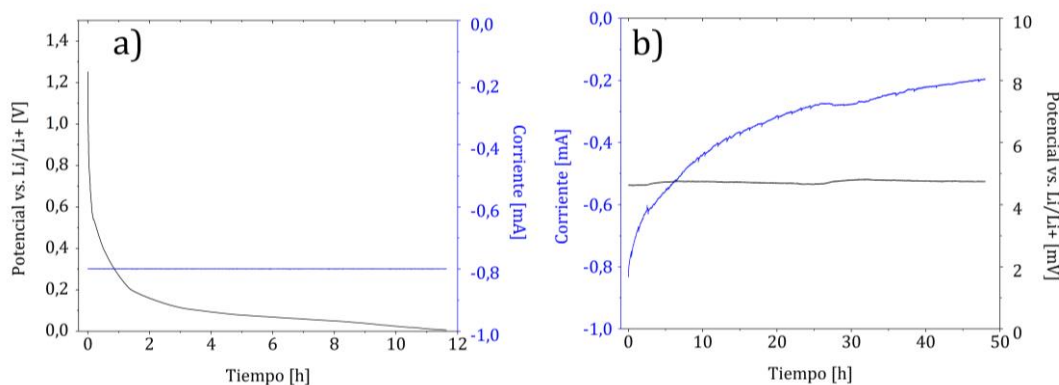 a)
1,4
1,2
1,0
0,8
0,6
0,4
0,2
0,0
Potencial vs. Li/Li+ [V]
0,0
-0,2
-0,4
-0,6
-0,8
-1,0
Corriente [mA]
0 2 4 6 8 10 12
Tiempo [h]
b)
0,0
-0,2
-0,4
-0,6
-0,8
-1,0
Corriente [mA]
10
8
6
4
2
0
Potencial vs. Li/Li+ [mV]
0 10 20 30 40 50
Tiempo [h]